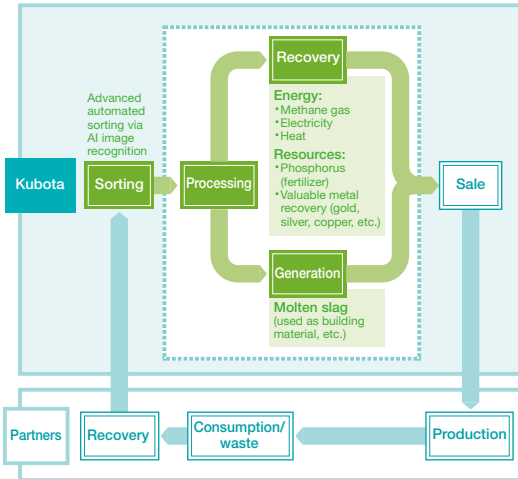 Recovery
Energy:
・Methane gas
・Electricity
・Heat
Resources:
・Phosphorus
(fertilizer)
・Valuable metal
recovery (gold,
silver, copper, etc.)
Advanced
automated
sorting via
AI image
recognition
Kubota
Sorting
Processing
Sale
Generation
Molten slag
(used as building
material, etc.)
Partners
Recovery
Consumption/
waste
Production